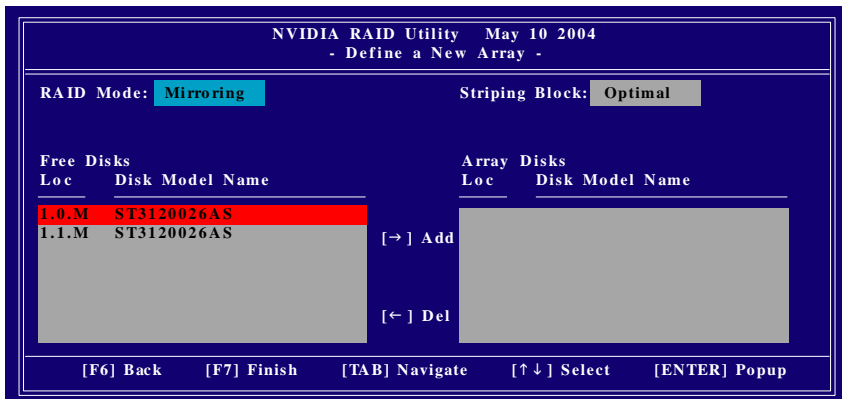 NVIDIA RAID Utility May 10 2004
- Define a New Array -
RAID Mode: Mirroring Striping Block: Optimal
Free Disks Array Disks
Loc Disk Model Name Loc Disk Model Name
1.0.M ST3120026AS
1.1.M ST3120026AS
[→] Add
[←] Del
[F6] Back [F7] Finish [TAB] Navigate [↑↓] Select [ENTER] Popup